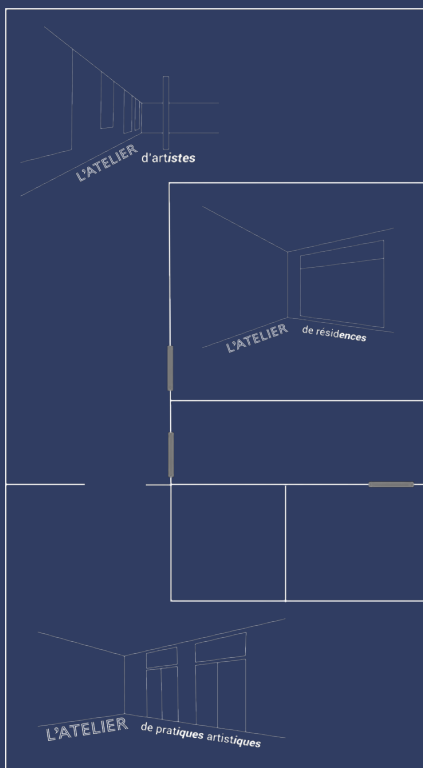 L'ATELIER d'artistes
L'ATELIER de résidences
L'ATELIER de pratiques artistiques